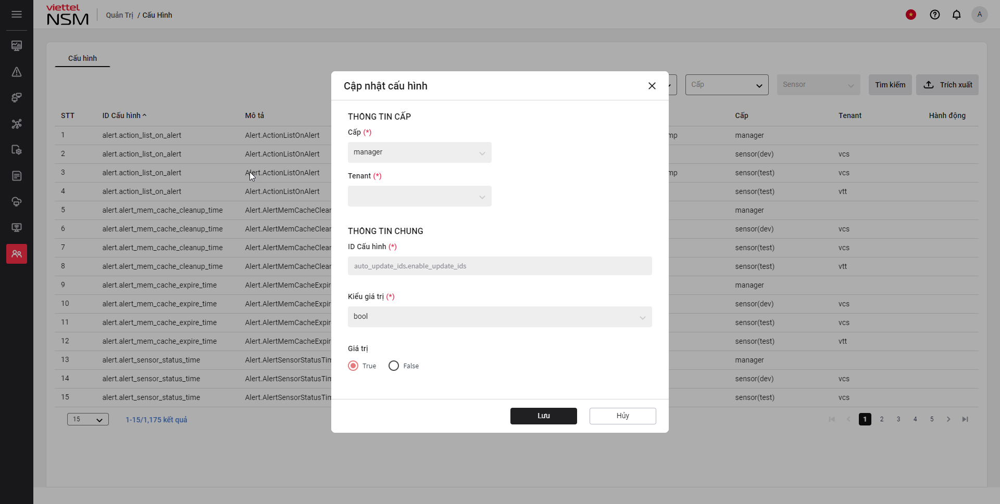 viettel
NSM
Quản Trị / Cấu Hình
A
Cấu hình
Cấp
Sensor
Tìm kiếm
Trích xuất
STT ID Cấu hình Mô tả Cấp Tenant Hành động
1 alert.action_list_on_alert Alert.ActionListOnAlert mp manager
2 alert.action_list_on_alert Alert.ActionListOnAlert sensor(dev) vcs
3 alert.action_list_on_alert Alert.ActionListOnAlert mp sensor(test) vcs
4 alert.action_list_on_alert Alert.ActionListOnAlert sensor(test) vtt
5 alert.alert_mem_cache_cleanup_time Alert.AlertMemCacheClean manager
6 alert.alert_mem_cache_cleanup_time Alert.AlertMemCacheClean sensor(dev) vcs
7 alert.alert_mem_cache_cleanup_time Alert.AlertMemCacheClean sensor(test) vcs
8 alert.alert_mem_cache_cleanup_time Alert.AlertMemCacheClean sensor(test) vtt
9 alert.alert_mem_cache_expire_time Alert.AlertMemCacheExpir manager
10 alert.alert_mem_cache_expire_time Alert.AlertMemCacheExpir sensor(dev) vcs
11 alert.alert_mem_cache_expire_time Alert.AlertMemCacheExpir sensor(test) vcs
12 alert.alert_mem_cache_expire_time Alert.AlertMemCacheExpir sensor(test) vtt
13 alert.alert_sensor_status_time Alert.AlertSensorStatusTim manager
14 alert.alert_sensor_status_time Alert.AlertSensorStatusTim sensor(dev) vcs
15 alert.alert_sensor_status_time Alert.AlertSensorStatusTim sensor(test) vcs
15 1-15/1,175 kết quả 1 2 3 4 5
Cập nhật cấu hình
THÔNG TIN CẤP
Cấp (*)
manager
Tenant (*)
THÔNG TIN CHUNG
ID Cấu hình (*)
auto_update_ids.enable_update_ids
Kiểu giá trị (*)
bool
Giá trị
True False
Lưu Hủy